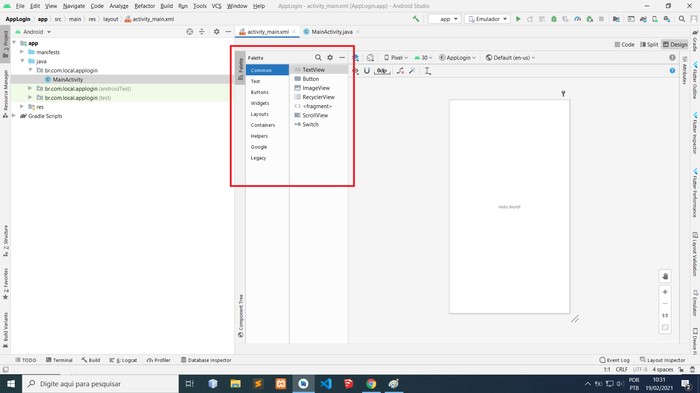 File Edit View Navigate Code Analyze Refactor Build Run Tools VCS Window Help AppLogin - activity_main.xml [AppLogin.app] - Android Studio
AppLogin app src main res layout activity_main.xml
app Emulador
Android
activity_main.xml MainActivity.java
app
manifests
java
br.com.local.applogin
MainActivity
br.com.local.applogin (androidTest)
br.com.local.applogin (test)
res
Gradle Scripts
Palette
Common
Text
Buttons
Widgets
Layouts
Containers
Helpers
Google
Legacy
TextView
Button
ImageView
RecyclerView
<fragment>
ScrollView
Switch
Code Split Design
Pixel 30 AppLogin Default (en-us)
0dp
Hello World!
1:1
1: Project
Resource Manager
Z: Structure
2: Favorites
Build Variants
Palette
Component Tree
Attributes
Gradle
Flutter Outline
Flutter Inspector
Flutter Performance
Layout Validation
Emulator
TODO Terminal Build 6: Logcat Profiler Database Inspector Event Log Layout Inspector
1:1 CRLF UTF-8 4 spaces
Digite aqui para pesquisar
POR
PTB
10:31
19/02/2021